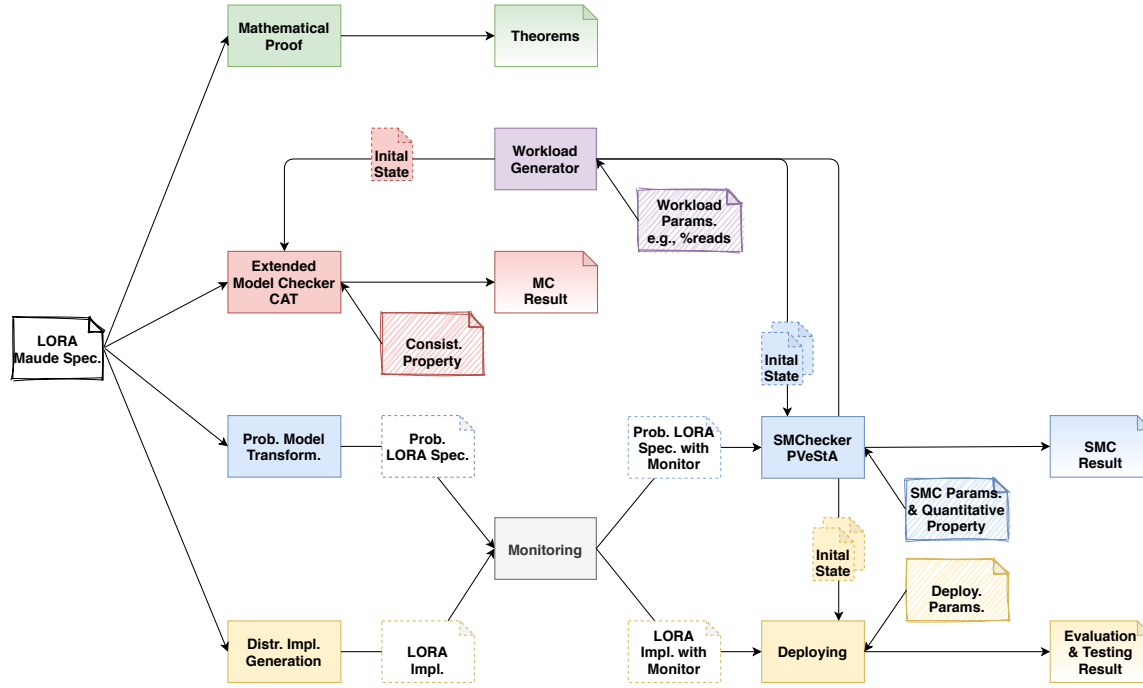 Mathematical
Proof
Theorems
Inital
State
Workload
Generator
Workload
Params.
e.g., %reads
Extended
Model Checker
CAT
MC
Result
LORA
Maude Spec.
Consist.
Property
Inital
State
Prob. Model
Transform.
Prob.
LORA Spec.
Prob. LORA
Spec. with
Monitor
SMChecker
PVeStA
SMC
Result
SMC Params.
& Quantitative
Property
Monitoring
Inital
State
Deploy.
Params.
Distr. Impl.
Generation
LORA
Impl.
LORA
Impl. with
Monitor
Deploying
Evaluation
& Testing
Result